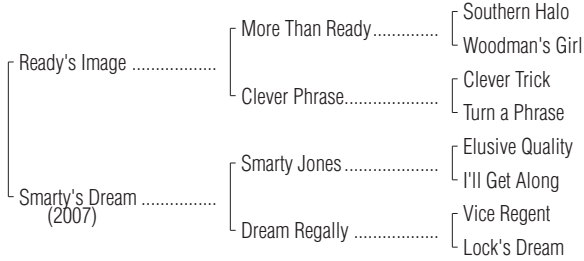 Southern Halo
More Than Ready..............
Woodman's Girl
Ready's Image ..................
Clever Trick
Clever Phrase....................
Turn a Phrase
Elusive Quality
Smarty Jones....................
I'll Get Along
Smarty's Dream ................
(2007)
Vice Regent
Dream Regally ..................
Lock's Dream